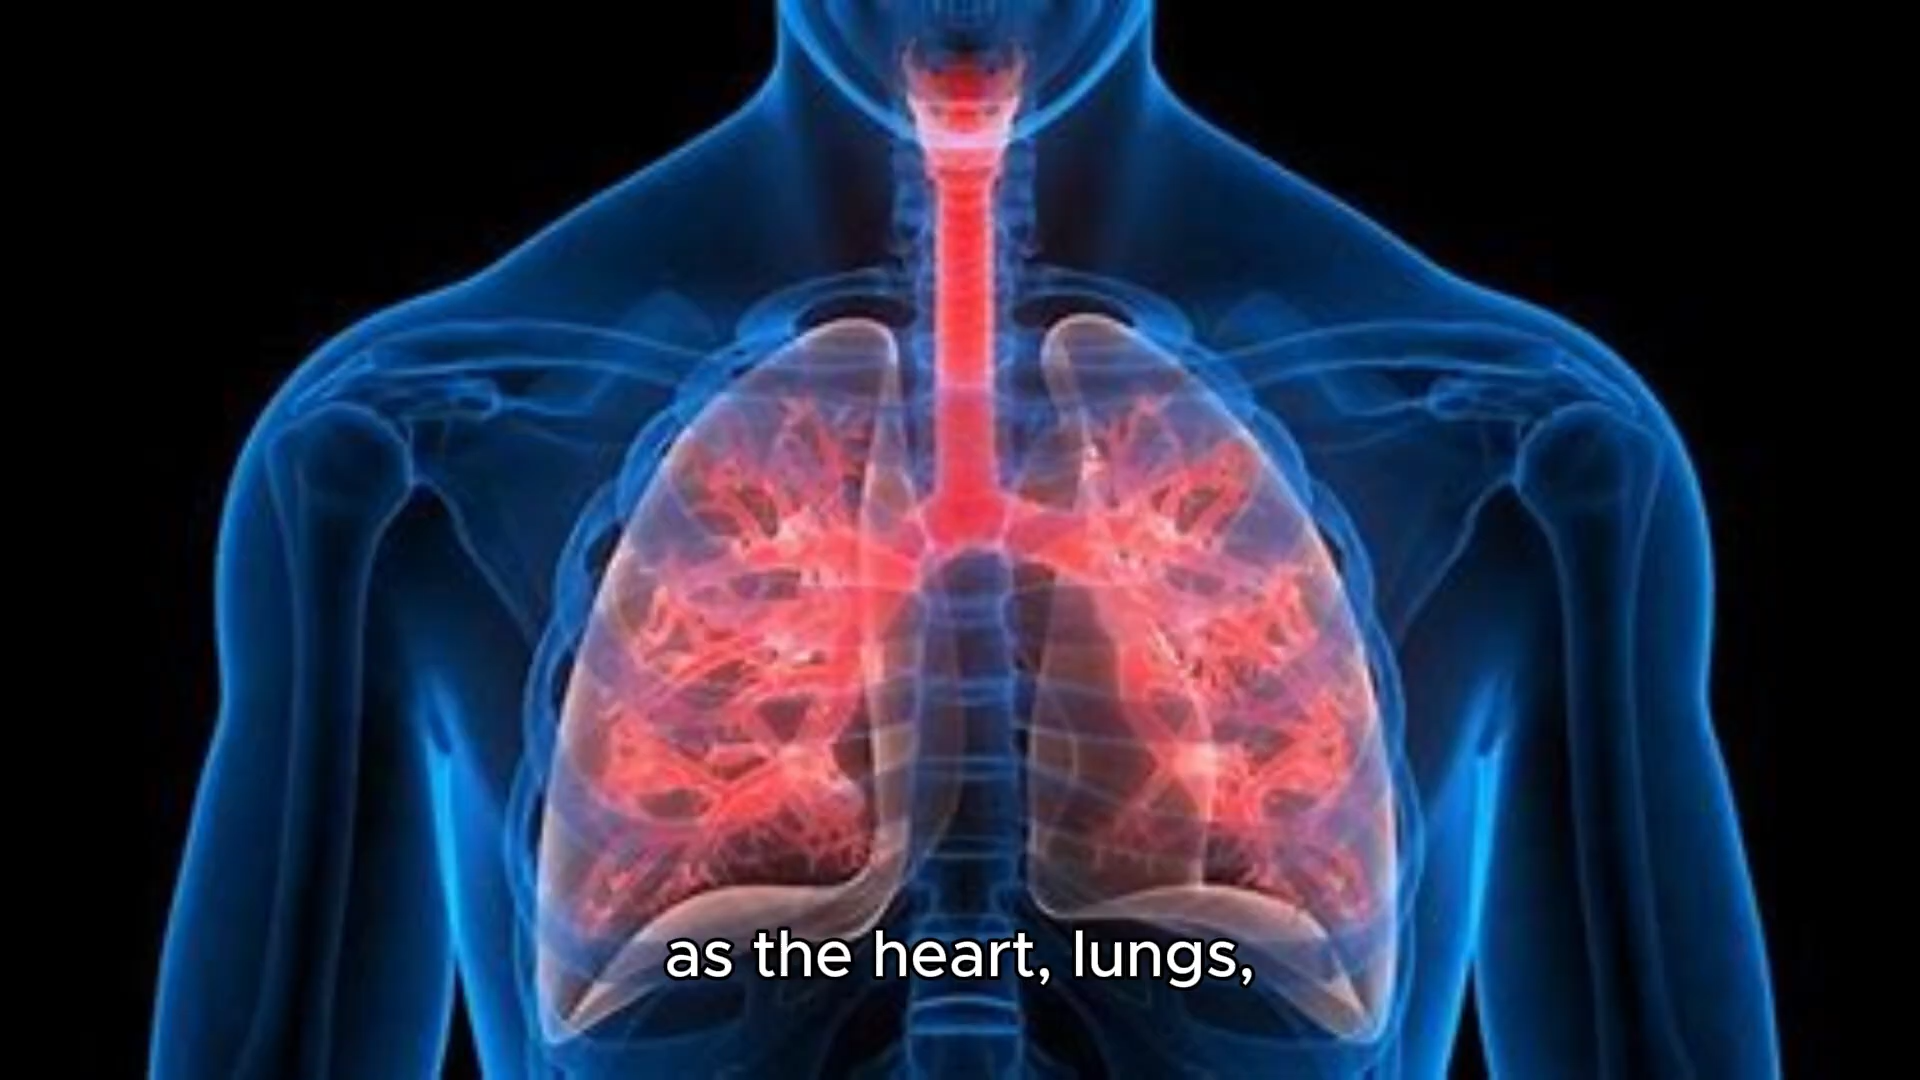 as the heart, lungs,